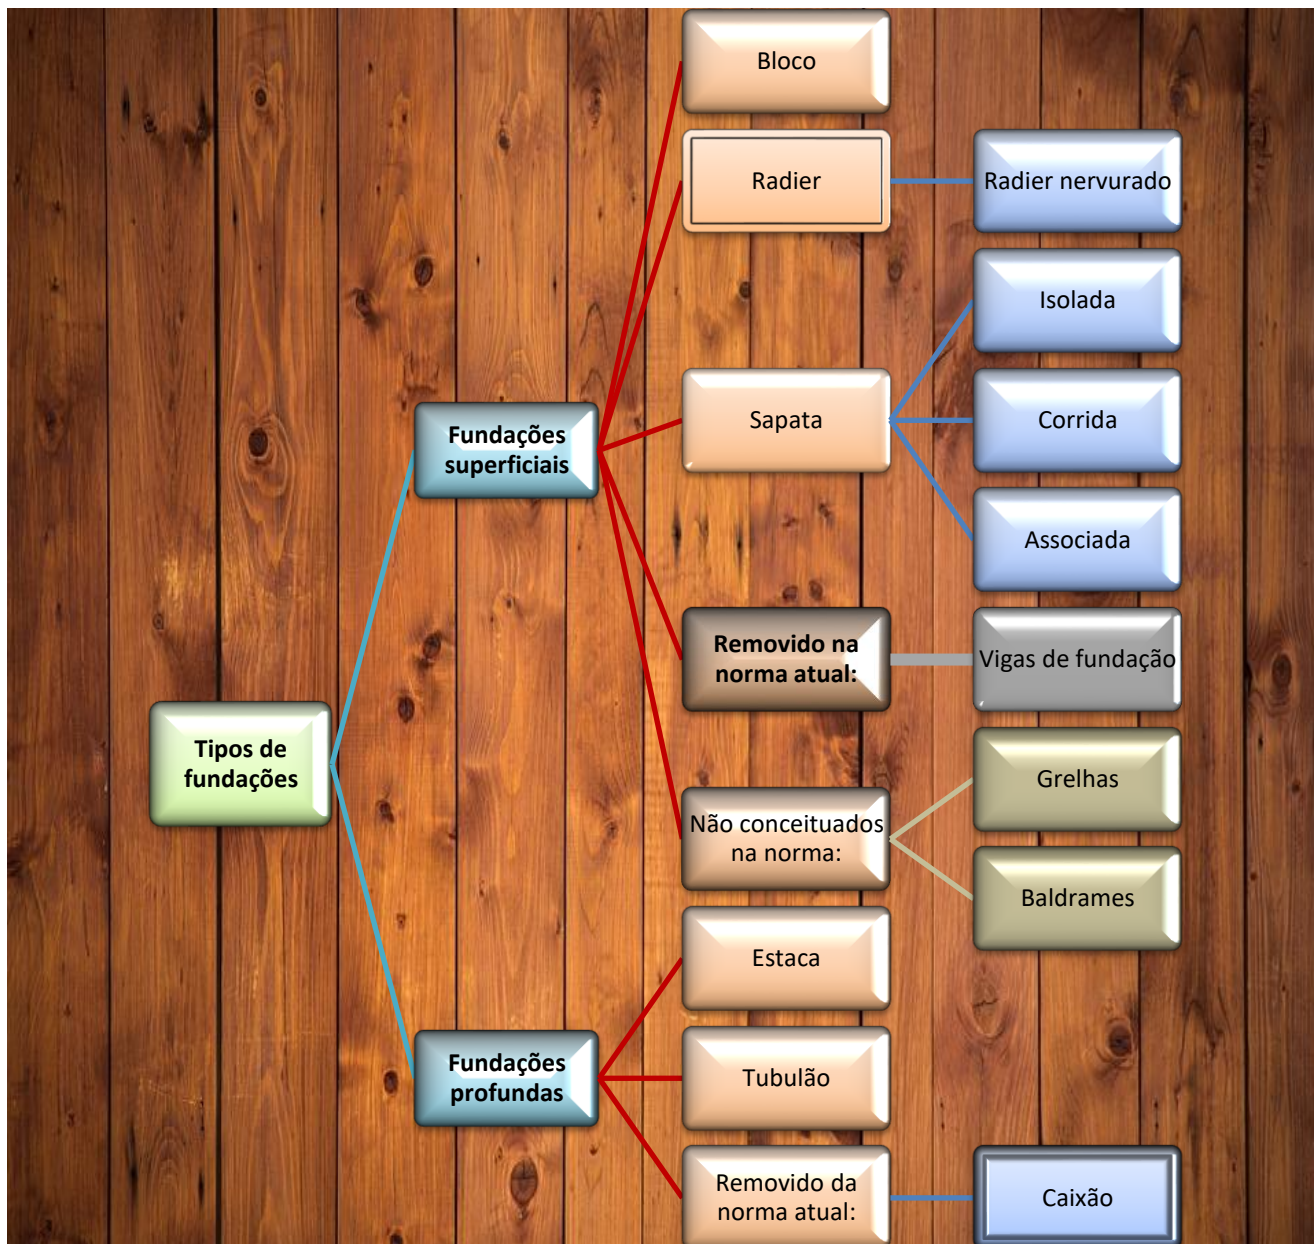 Bloco
Radier
Radier nervurado
Isolada
Sapata
Corrida
Fundações
superficiais
Associada
Removido na
norma atual:
Vigas de fundação
Tipos de
fundações
Grelhas
Não conceituados
na norma:
Baldrames
Estaca
Fundações
profundas
Tubulão
Removido da
norma atual:
Caixão